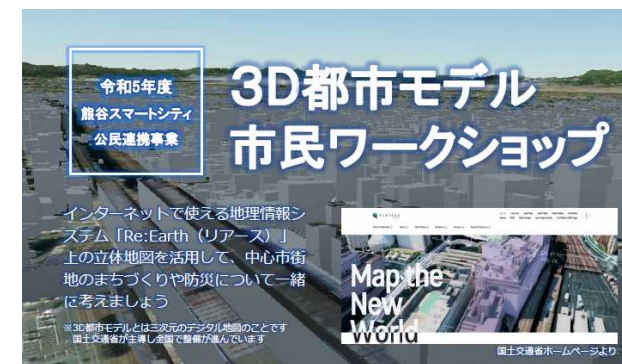 令和5年度
熊谷スマートシティ
公民連携事業
3D都市モデル
市民ワークショップ
インターネットで使える地理情報シ
ステム「Re:Earth（リアース）」
上の立体地図を活用して、中心市街
地のまちづくりや防災について一緒
に考えましょう
※3D都市モデルとは三次元のデジタル地図のことです
国土交通省が主導し全国で整備が進んでいます
Map the
New
World
国土交通省ホームページより